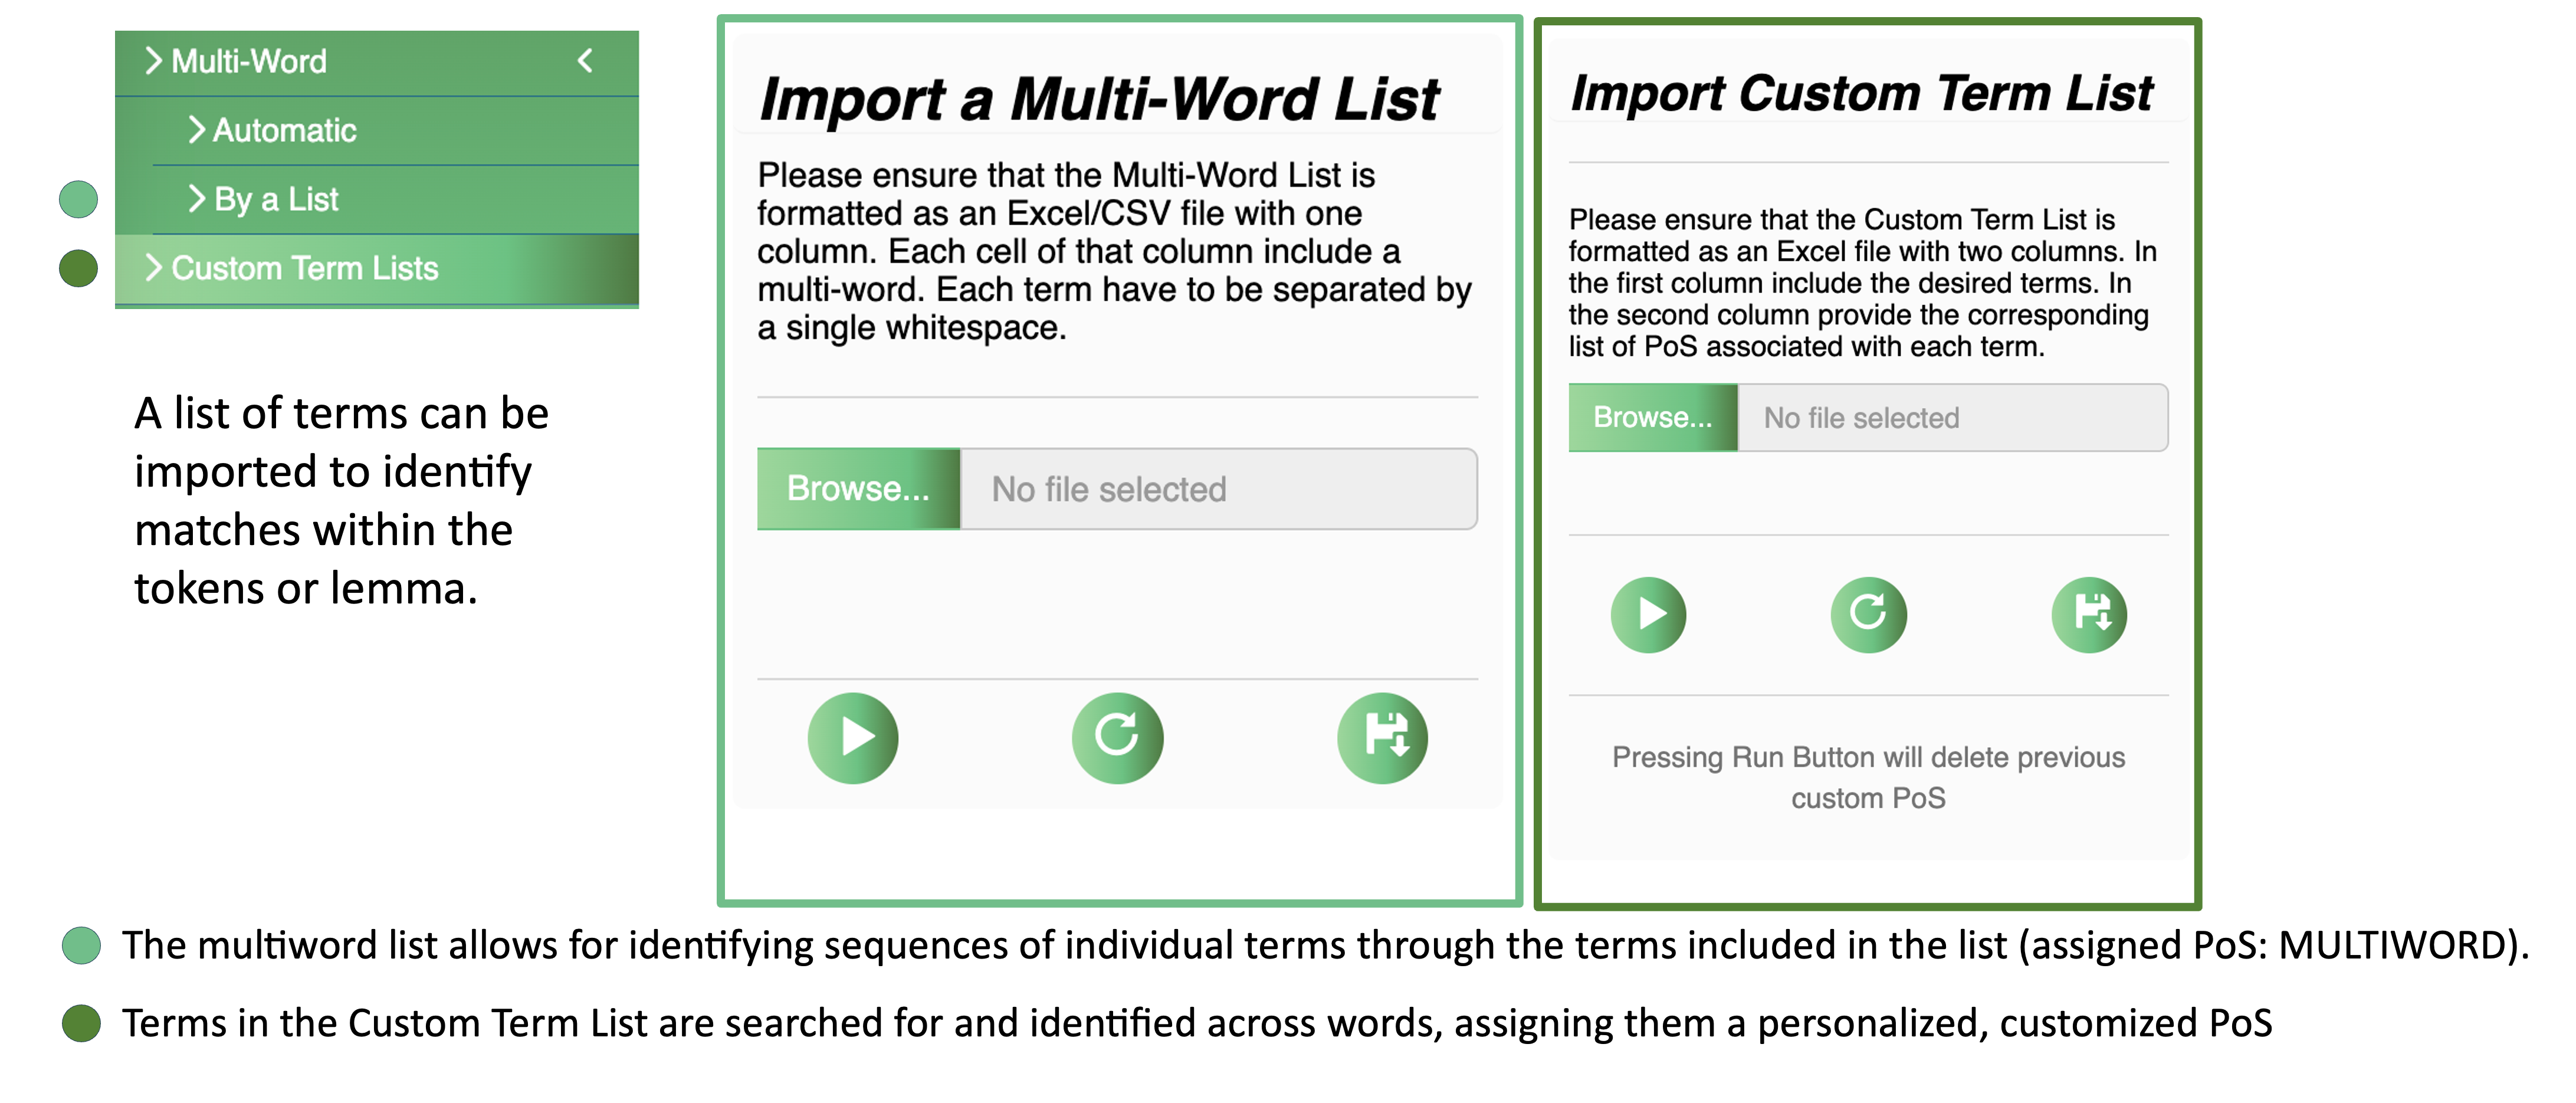 Multi-Word
Automatic
By a List
Custom Term Lists
A list of terms can be
imported to identify
matches within the
tokens or lemma.
Import a Multi-Word List
Please ensure that the Multi-Word List is
formatted as an Excel/CSV file with one
column. Each cell of that column include a
multi-word. Each term have to be separated by
a single whitespace.
Browse... No file selected
Import Custom Term List
Please ensure that the Custom Term List is
formatted as an Excel file with two columns. In
the first column include the desired terms. In
the second column provide the corresponding
list of PoS associated with each term.
Browse... No file selected
Pressing Run Button will delete previous
custom PoS
The multiword list allows for identifying sequences of individual terms through the terms included in the list (assigned PoS: MULTIWORD).
Terms in the Custom Term List are searched for and identified across words, assigning them a personalized, customized PoS